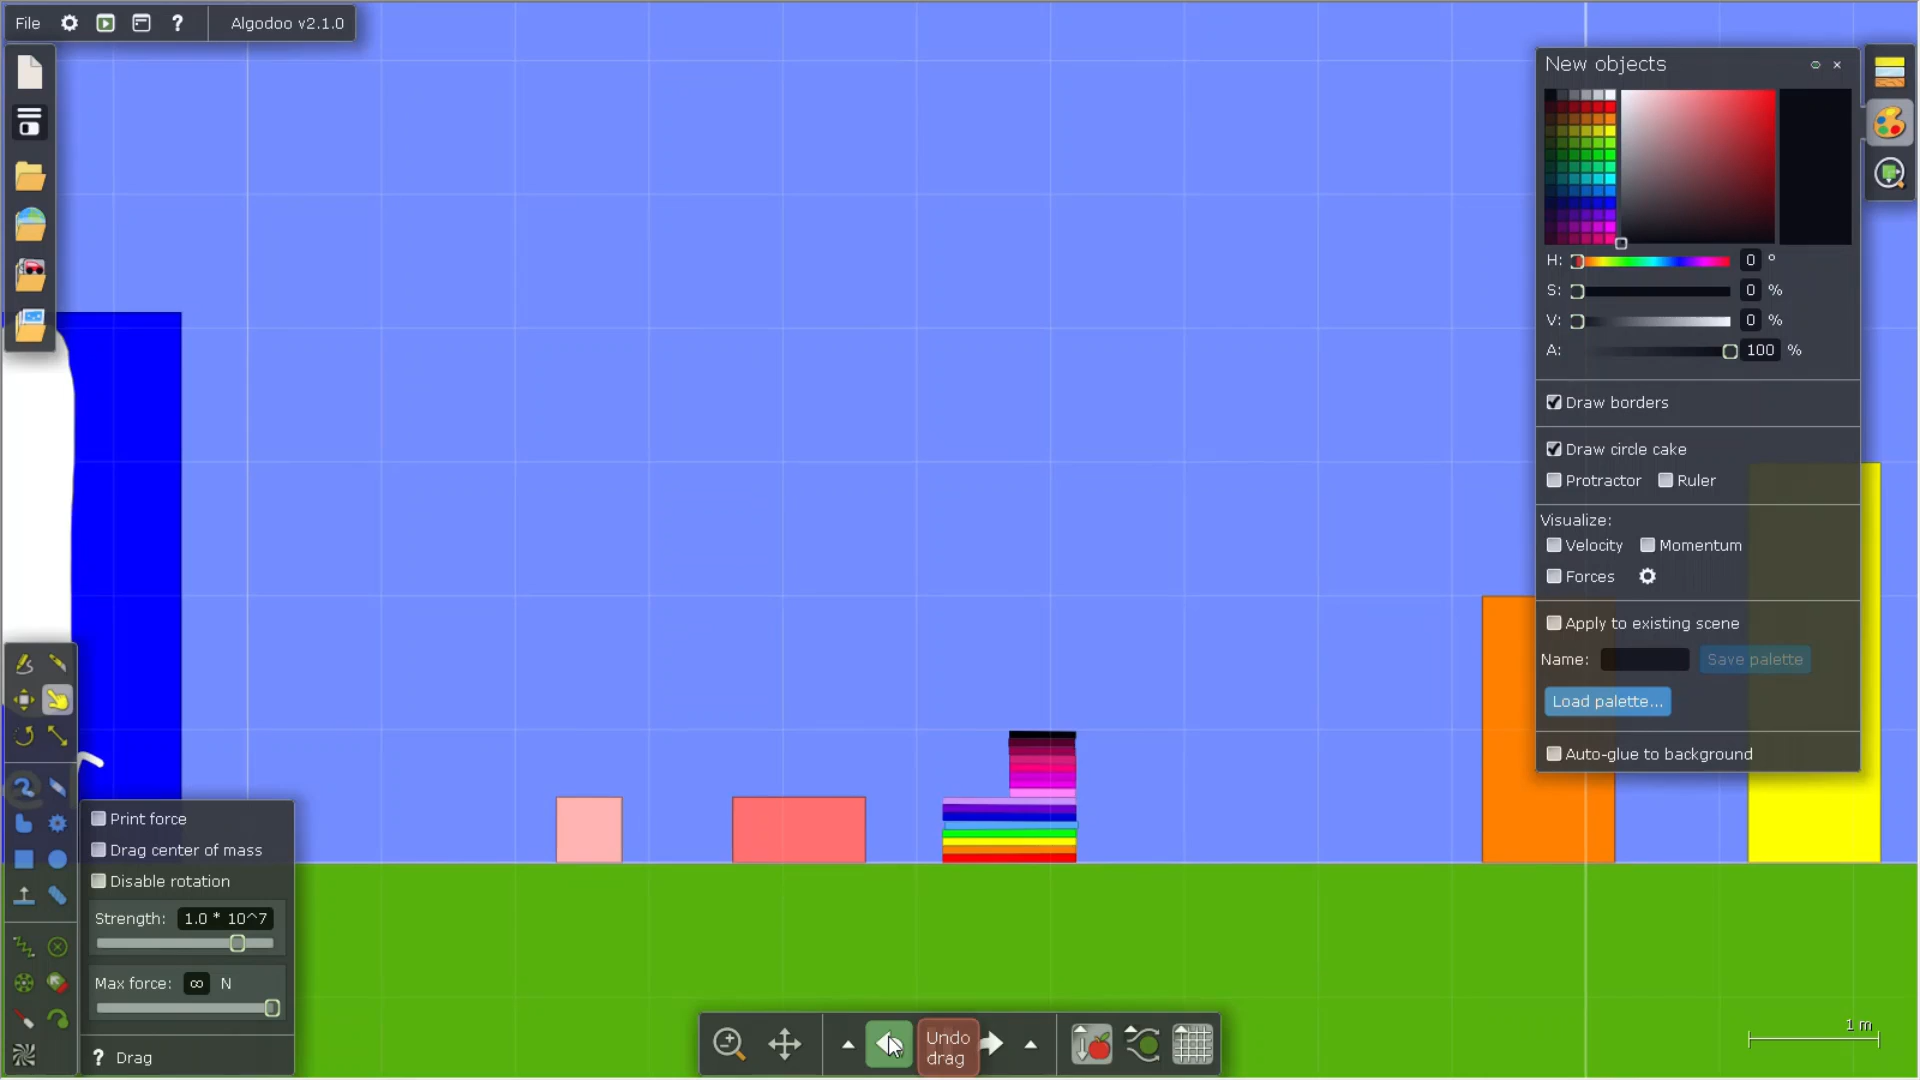 File ? Algodoo v2.1.0
New objects
H: 0 °
S: 0 %
V: 0 %
A: 100 %
Draw borders
Draw circle cake
Protractor Ruler
Visualize:
Velocity Momentum
Forces
Apply to existing scene
Name: Save palette
Load palette...
Auto-glue to background
Print force
Drag center of mass
Disable rotation
Strength: 1.0 * 10^7
Max force: ∞ N
? Drag
Undo
drag
1 m